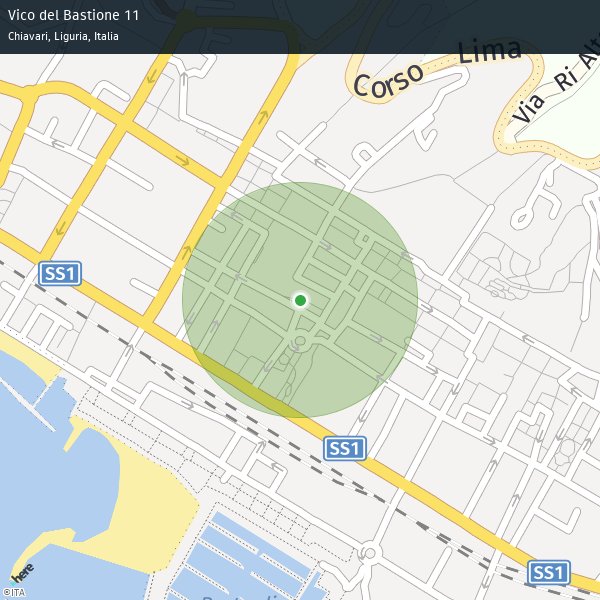 Vico del Bastione 11
Chiavari, Liguria, Italia
Corso Lima
Via Ri Alt
SS1
SS1
SS1
here
©ITA